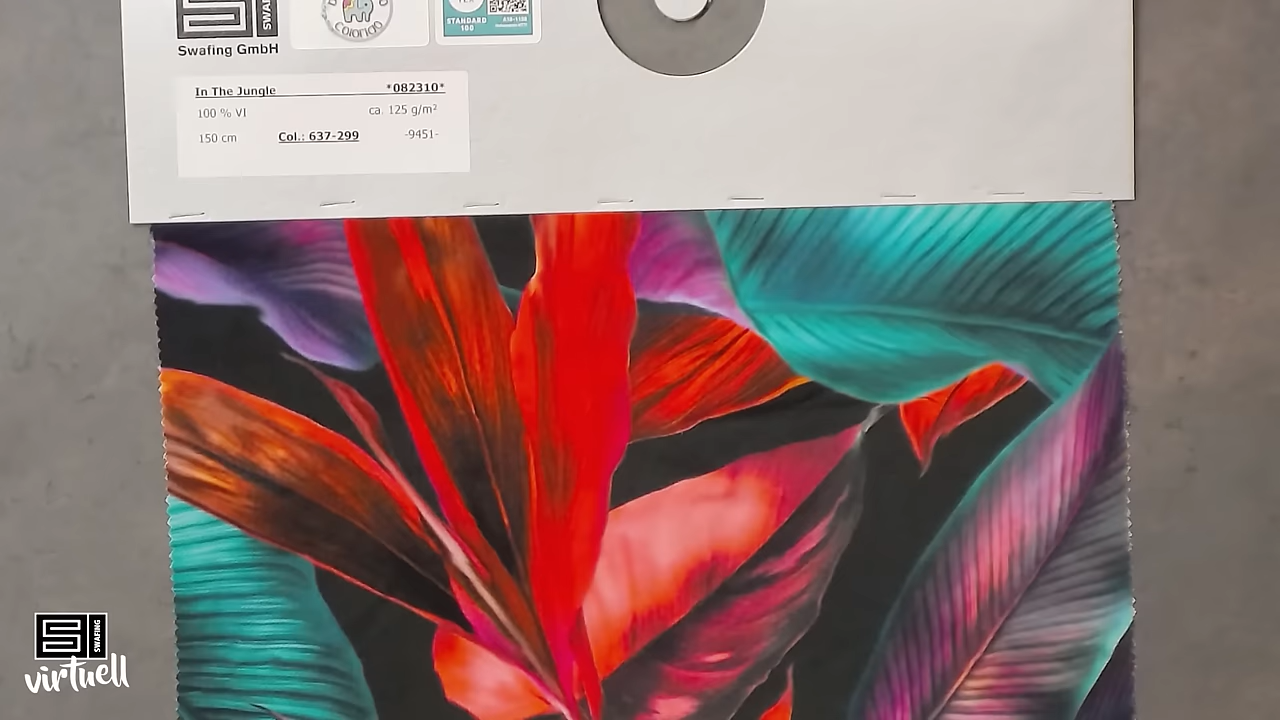 SWAFING
Swafing GmbH
STANDARD
100
In The Jungle *082310*
100 % VI ca. 125 g/m²
150 cm Col.: 637-299 -9451-
SWAFING
virtuell